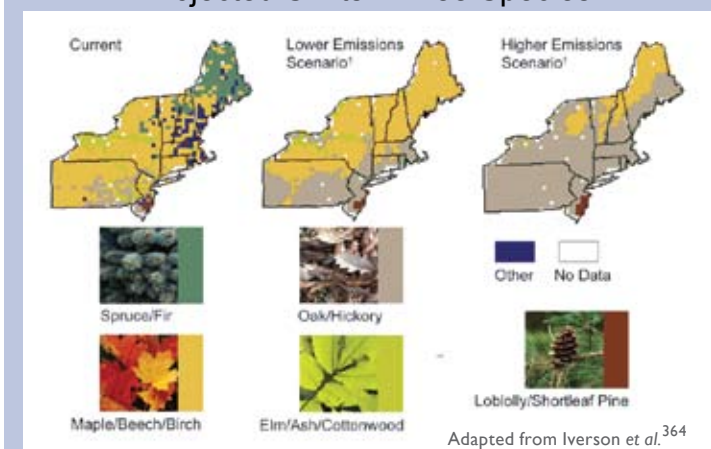 Current
Lower Emissions
Scenario†
Higher Emissions
Scenario†
Other
No Data
Spruce/Fir
Oak/Hickory
Loblolly/Shortleaf Pine
Maple/Beech/Birch
Elm/Ash/Cottonwood
Adapted from Iverson et al.364